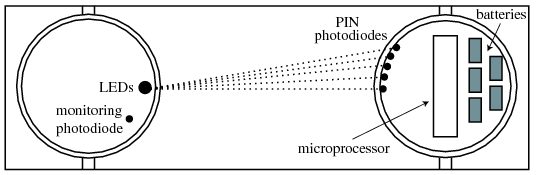 PIN
photodiodes
batteries
LEDs
monitoring
photodiode
microprocessor